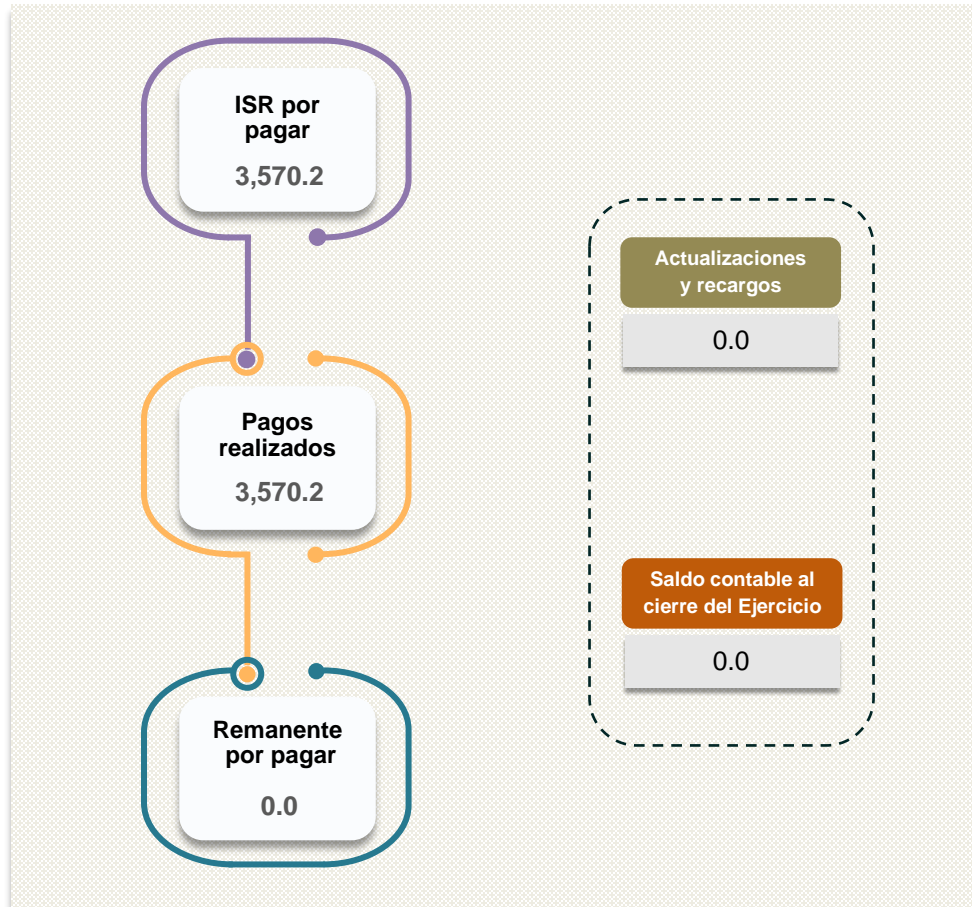 ISR por
pagar
3,570.2
Pagos
realizados
3,570.2
Remanente
por pagar
0.0
Actualizaciones
y recargos
0.0
Saldo contable al
cierre del Ejercicio
0.0